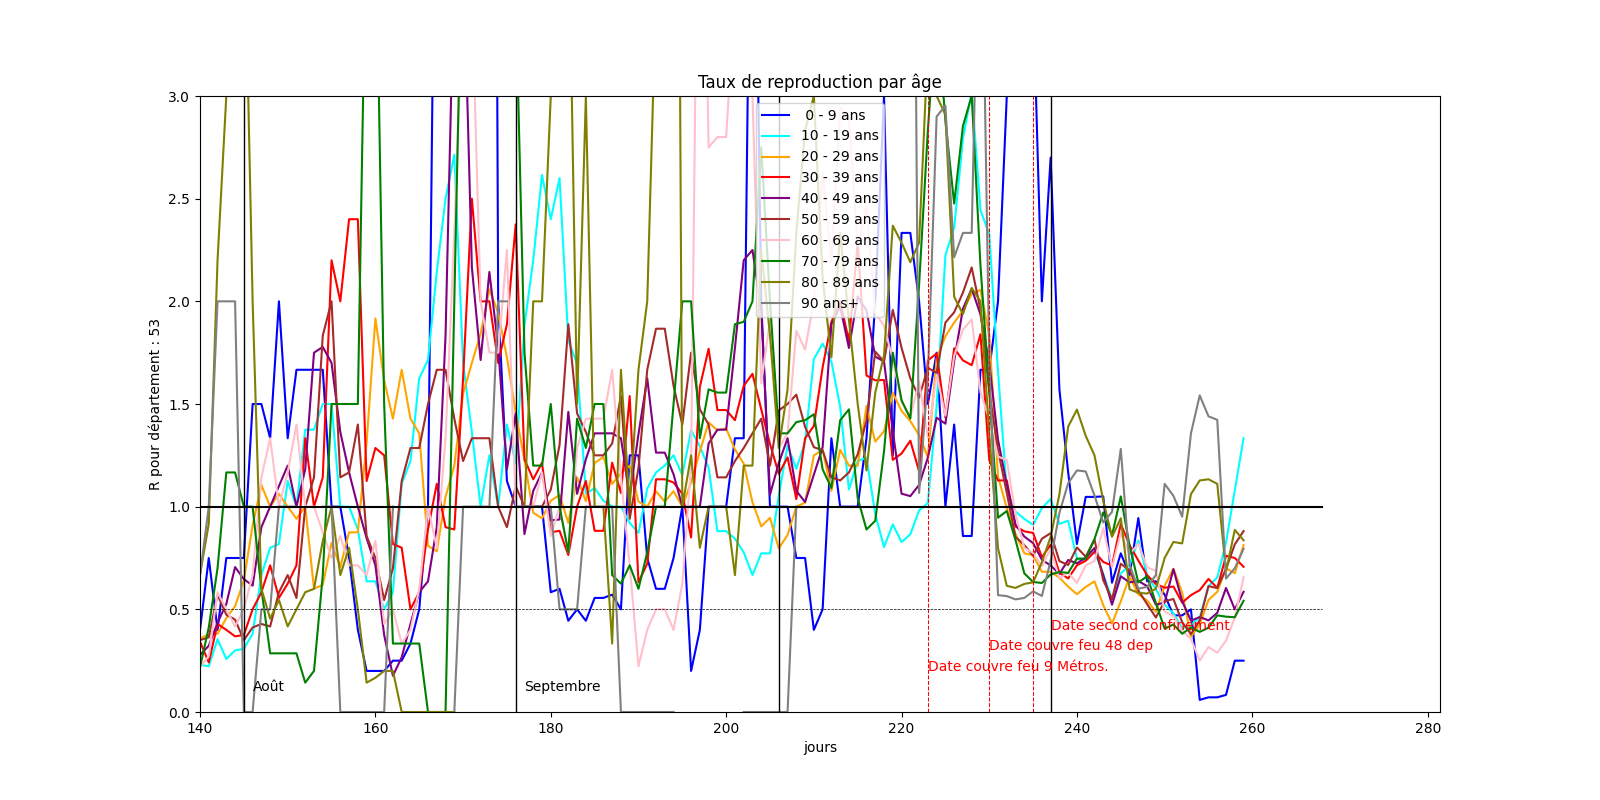 Taux de reproduction par âge
R pour département : 53
3.0
2.5
2.0
1.5
1.0
0.5
0.0
0 - 9 ans
10 - 19 ans
20 - 29 ans
30 - 39 ans
40 - 49 ans
50 - 59 ans
60 - 69 ans
70 - 79 ans
80 - 89 ans
90 ans+
Date second confinement
Date couvre feu 48 dep
Date couvre feu 9 Métros.
Août
Septembre
140
160
180
200
220
240
260
280
jours